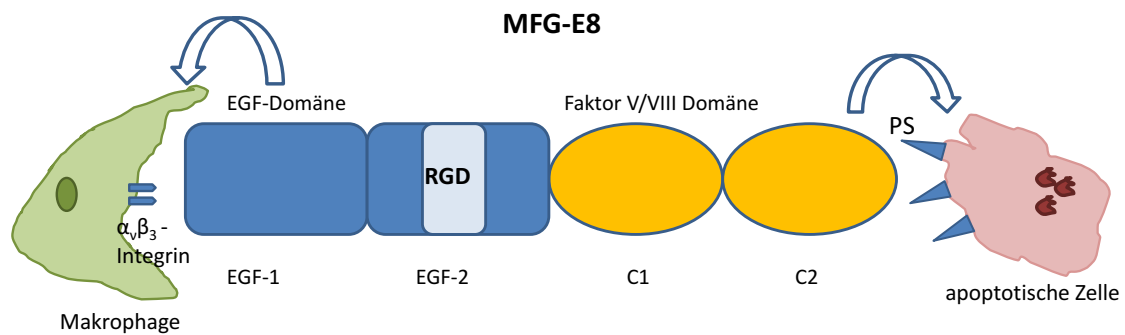 MFG-E8
EGF-Domäne
Faktor V/VIII Domäne
PS
RGD
αᵥβ₃ -
Integrin
EGF-1
EGF-2
C1
C2
Makrophage
apoptotische Zelle